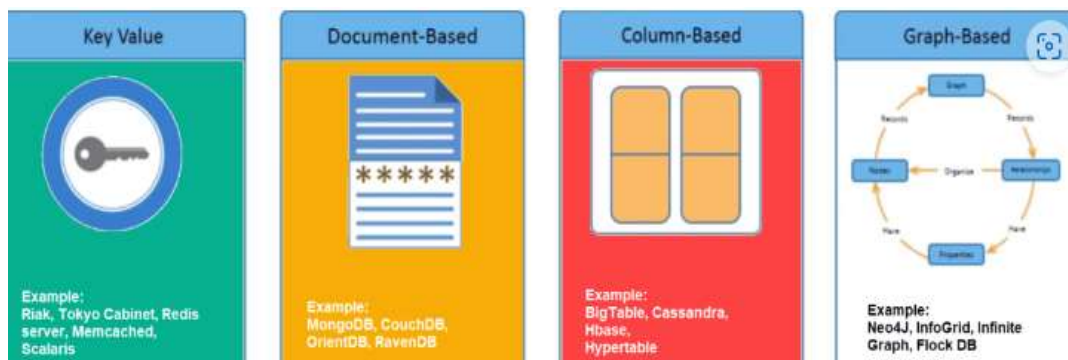 Key Value
Example:
Riak, Tokyo Cabinet, Redis
server, Memcached,
Scalaris
Document-Based
Example:
MongoDB, CouchDB,
OrientDB, RavenDB
Column-Based
Example:
BigTable, Cassandra,
Hbase,
Hypertable
Graph-Based
Graph
Records
Records
Nodes
Organize
Relationships
Have
Have
Properties
Example:
Neo4J, InfoGrid, Infinite
Graph, Flock DB